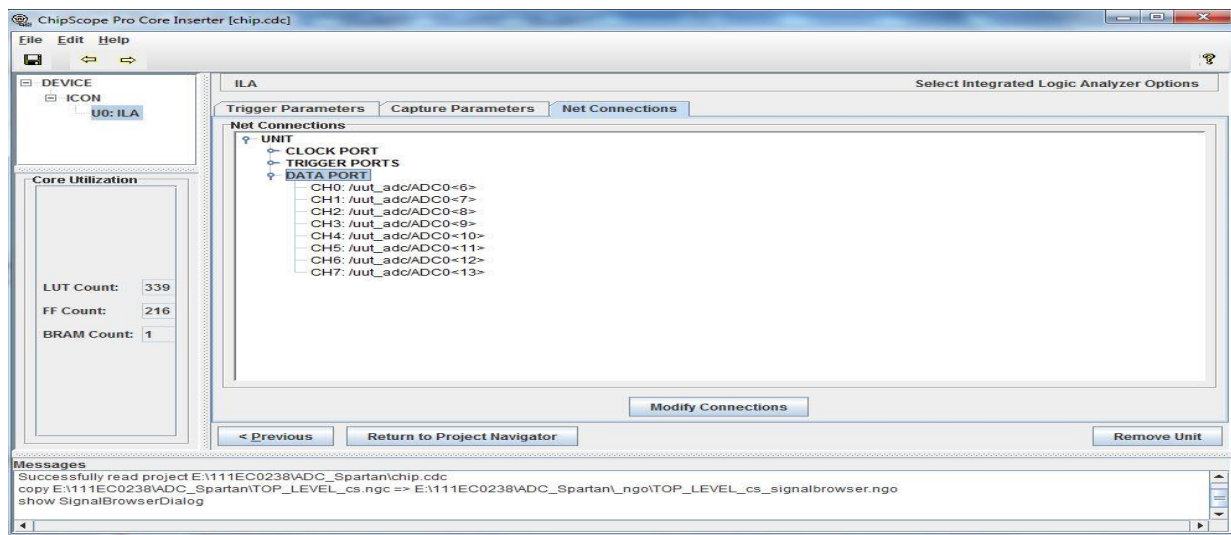 ChipScope Pro Core Inserter [chip.cdc]
File Edit Help
DEVICE
ICON
U0: ILA
ILA
Select Integrated Logic Analyzer Options
Trigger Parameters
Capture Parameters
Net Connections
Net Connections
UNIT
CLOCK PORT
TRIGGER PORTS
DATA PORT
CH0: /uut_adc/ADC0<6>
CH1: /uut_adc/ADC0<7>
CH2: /uut_adc/ADC0<8>
CH3: /uut_adc/ADC0<9>
CH4: /uut_adc/ADC0<10>
CH5: /uut_adc/ADC0<11>
CH6: /uut_adc/ADC0<12>
CH7: /uut_adc/ADC0<13>
Core Utilization
LUT Count: 339
FF Count: 216
BRAM Count: 1
Modify Connections
< Previous
Return to Project Navigator
Remove Unit
Messages
Successfully read project E:\111EC0238\ADC_Spartan\chip.cdc
copy E:\111EC0238\ADC_Spartan\TOP_LEVEL_cs.ngc => E:\111EC0238\ADC_Spartan\_ngo\TOP_LEVEL_cs_signalbrowser.ngo
show SignalBrowserDialog